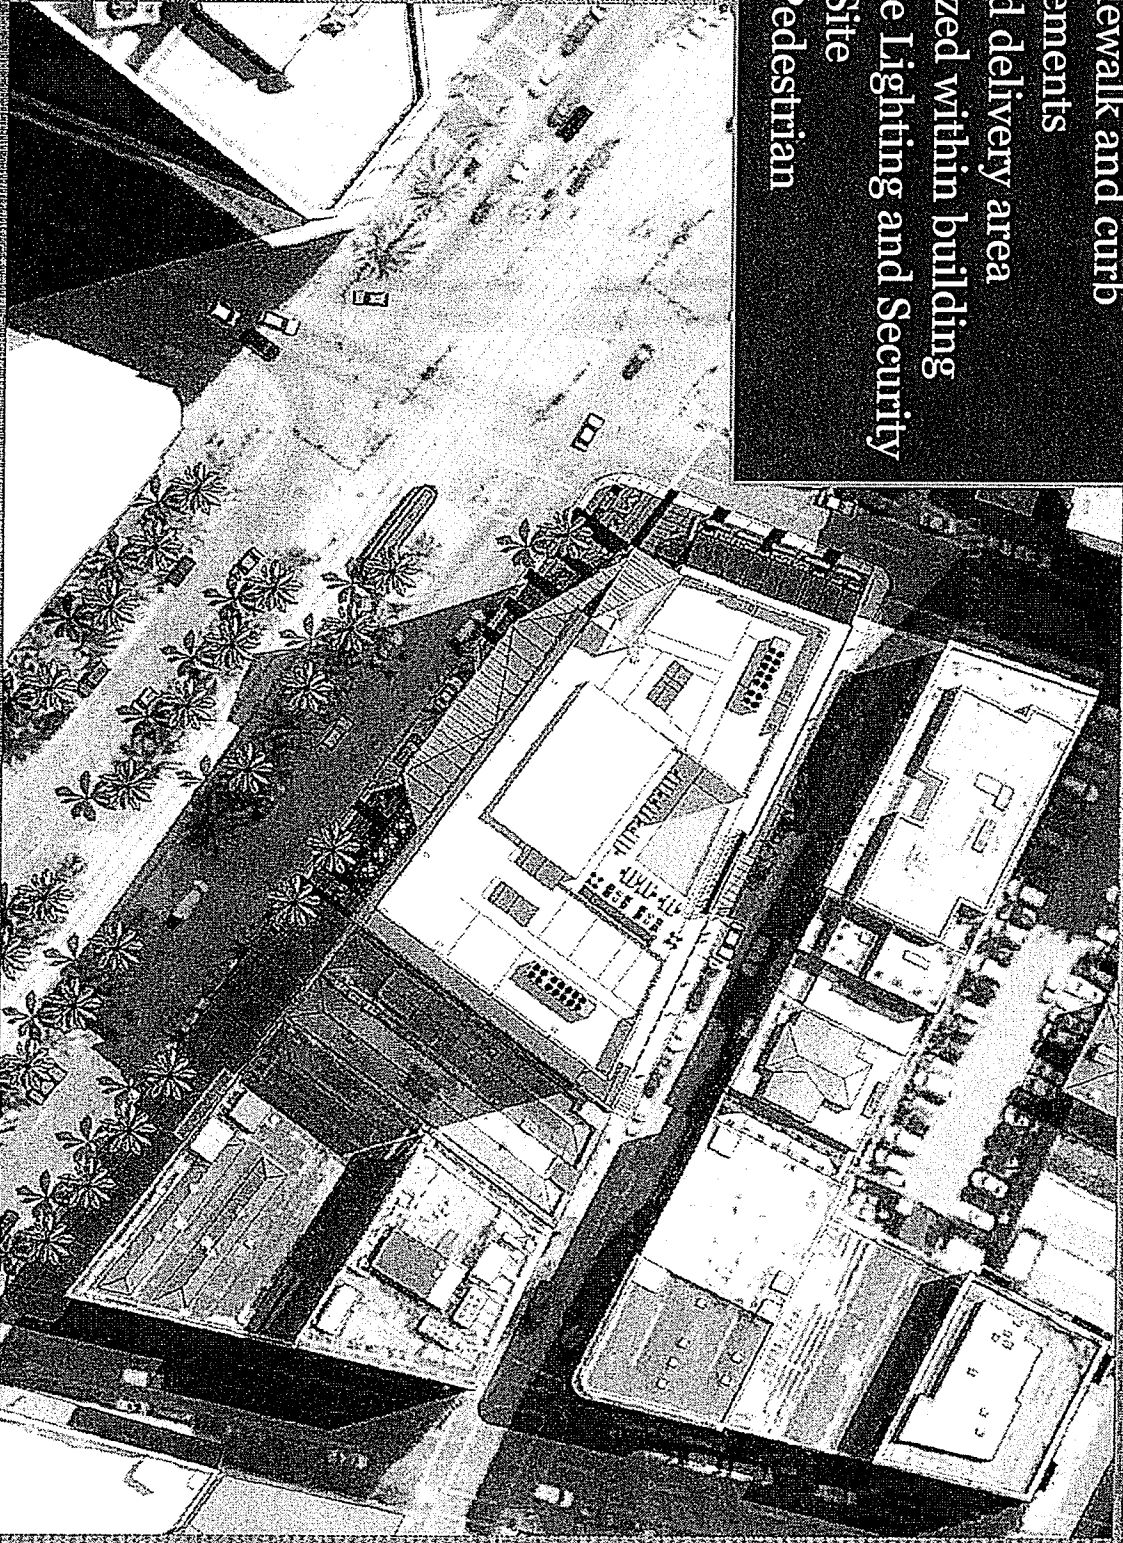 ewalk and curb
ements
d delivery area
zed within building
e Lighting and Security
Site
Pedestrian